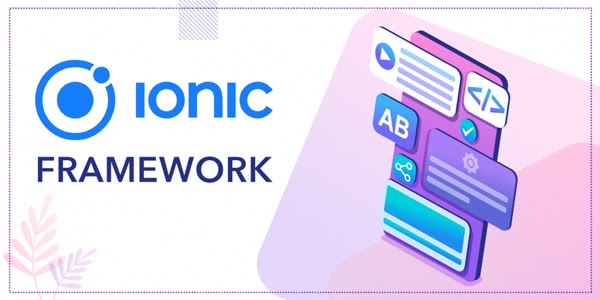 ionic
FRAMEWORK
</>
AB